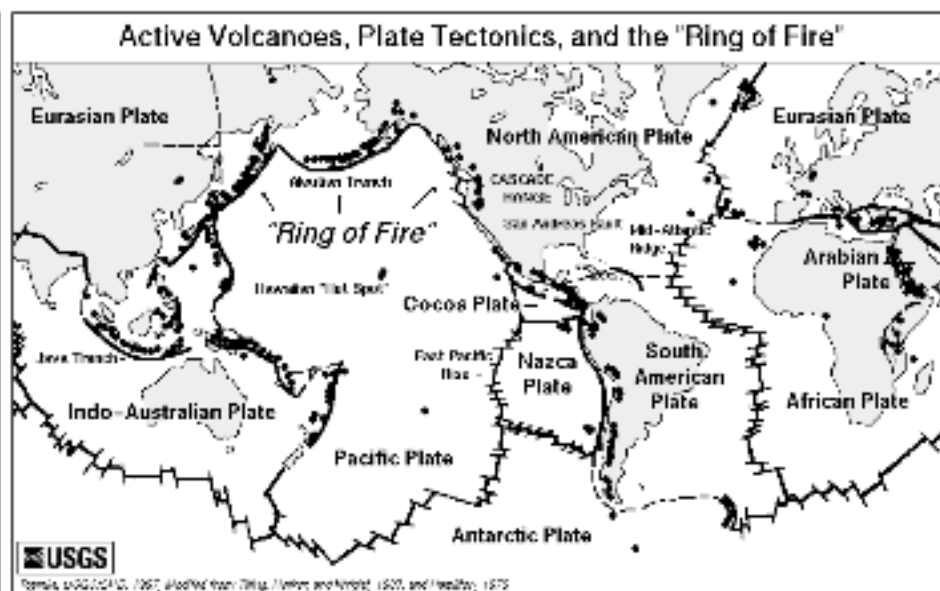 Active Volcanoes, Plate Tectonics, and the "Ring of Fire"
Eurasian Plate
North American Plate
Eurasian Plate
Aleutian Trench
CASCADE
RANGE
"Ring of Fire"
San Andreas Fault
Mid-Atlantic
Ridge
Arabian
Plate
Hawaiian "Hot Spot"
Cocos Plate
Java Trench
East Pacific
Rise
Nazca
Plate
South
American
Plate
Indo-Australian Plate
African Plate
Pacific Plate
Antarctic Plate
USGS